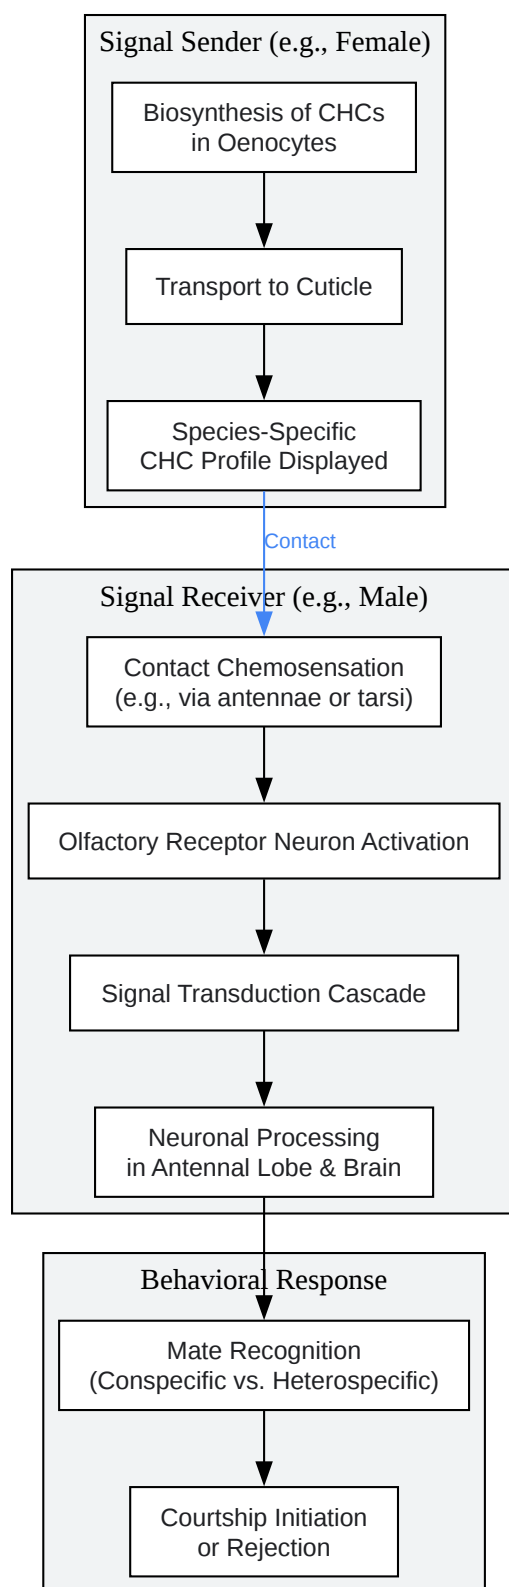 Signal Sender (e.g., Female)
Biosynthesis of CHCs
in Oenocytes
Transport to Cuticle
Species-Specific
CHC Profile Displayed
Contact
Signal Receiver (e.g., Male)
Contact Chemosensation
(e.g., via antennae or tarsi)
Olfactory Receptor Neuron Activation
Signal Transduction Cascade
Neuronal Processing
in Antennal Lobe & Brain
Behavioral Response
Mate Recognition
(Conspecific vs. Heterospecific)
Courtship Initiation
or Rejection